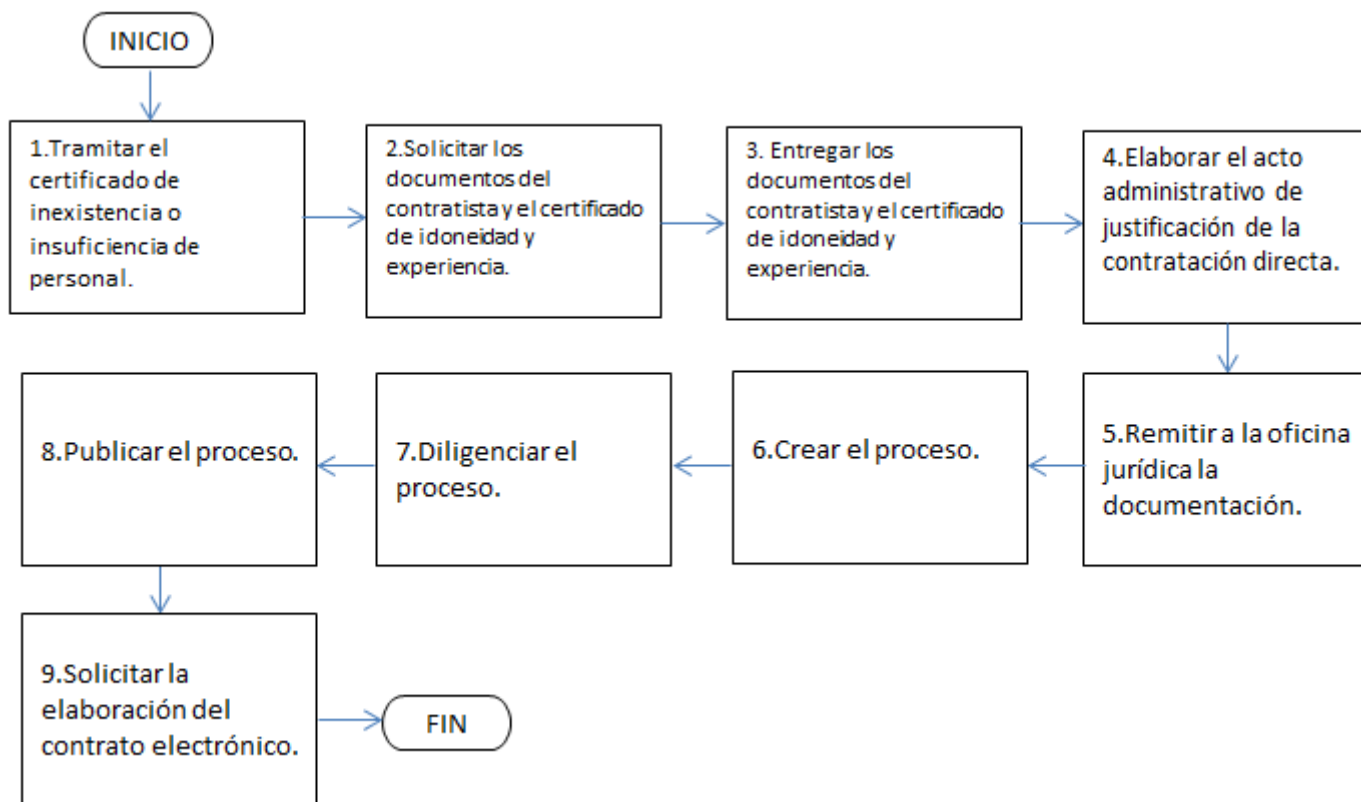 INICIO
1.Tramitar el
certificado de
inexistencia o
insuficiencia de
personal.
2.Solicitar los
documentos del
contratista y el certificado
de idoneidad y
experiencia.
3. Entregar los
documentos del
contratista y el certificado
de idoneidad y
experiencia.
4.Elaborar el acto
administrativo de
justificación de la
contratación directa.
5.Remitir a la oficina
jurídica la
documentación.
6.Crear el proceso.
7.Diligenciar el
proceso.
8.Publicar el proceso.
9.Solicitar la
elaboración del
contrato electrónico.
FIN